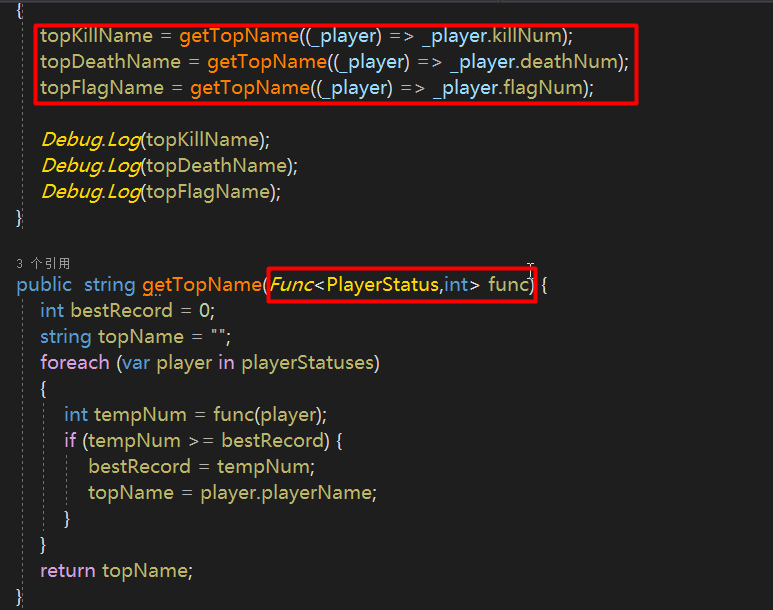 {
topKillName = getTopName((_player) => _player.killNum);
topDeathName = getTopName((_player) => _player.deathNum);
topFlagName = getTopName((_player) => _player.flagNum);
Debug.Log(topKillName);
Debug.Log(topDeathName);
Debug.Log(topFlagName);
}
3 个引用
public string getTopName(Func<PlayerStatus,int> func) {
int bestRecord = 0;
string topName = "";
foreach (var player in playerStatuses)
{
int tempNum = func(player);
if (tempNum >= bestRecord) {
bestRecord = tempNum;
topName = player.playerName;
}
}
return topName;
}